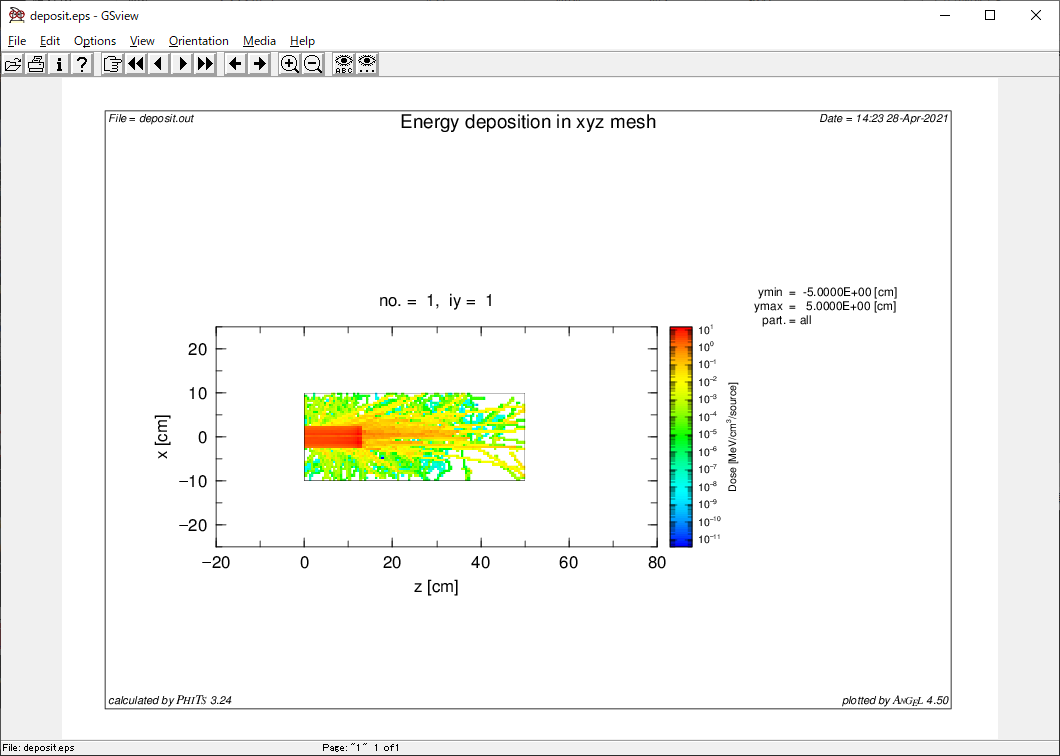 deposit.eps - GSview
File Edit Options View Orientation Media Help
i ? ABC
File = deposit.out
Energy deposition in xyz mesh
Date = 14:23 28-Apr-2021
no. = 1, iy = 1
ymin = -5.0000E+00 [cm]
ymax = 5.0000E+00 [cm]
part. = all
20
10
0
−10
−20
x [cm]
−20 0 20 40 60 80
z [cm]
10¹
10⁰
10⁻¹
10⁻²
10⁻³
10⁻⁴
10⁻⁵
10⁻⁶
10⁻⁷
10⁻⁸
10⁻⁹
10⁻¹⁰
10⁻¹¹
Dose [MeV/cm³/source]
calculated by PHITS 3.24
plotted by ANGEL 4.50
File: deposit.eps
Page: "1" 1 of 1